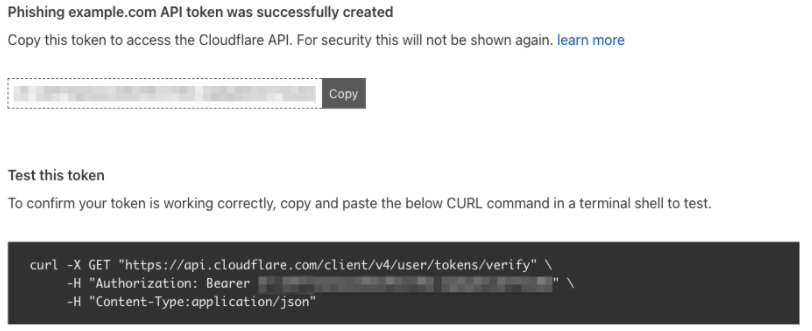 Phishing example.com API token was successfully created
Copy this token to access the Cloudflare API. For security this will not be shown again. learn more
Copy
Test this token
To confirm your token is working correctly, copy and paste the below CURL command in a terminal shell to test.
curl -X GET "https://api.cloudflare.com/client/v4/user/tokens/verify" \
-H "Authorization: Bearer " \
-H "Content-Type:application/json"